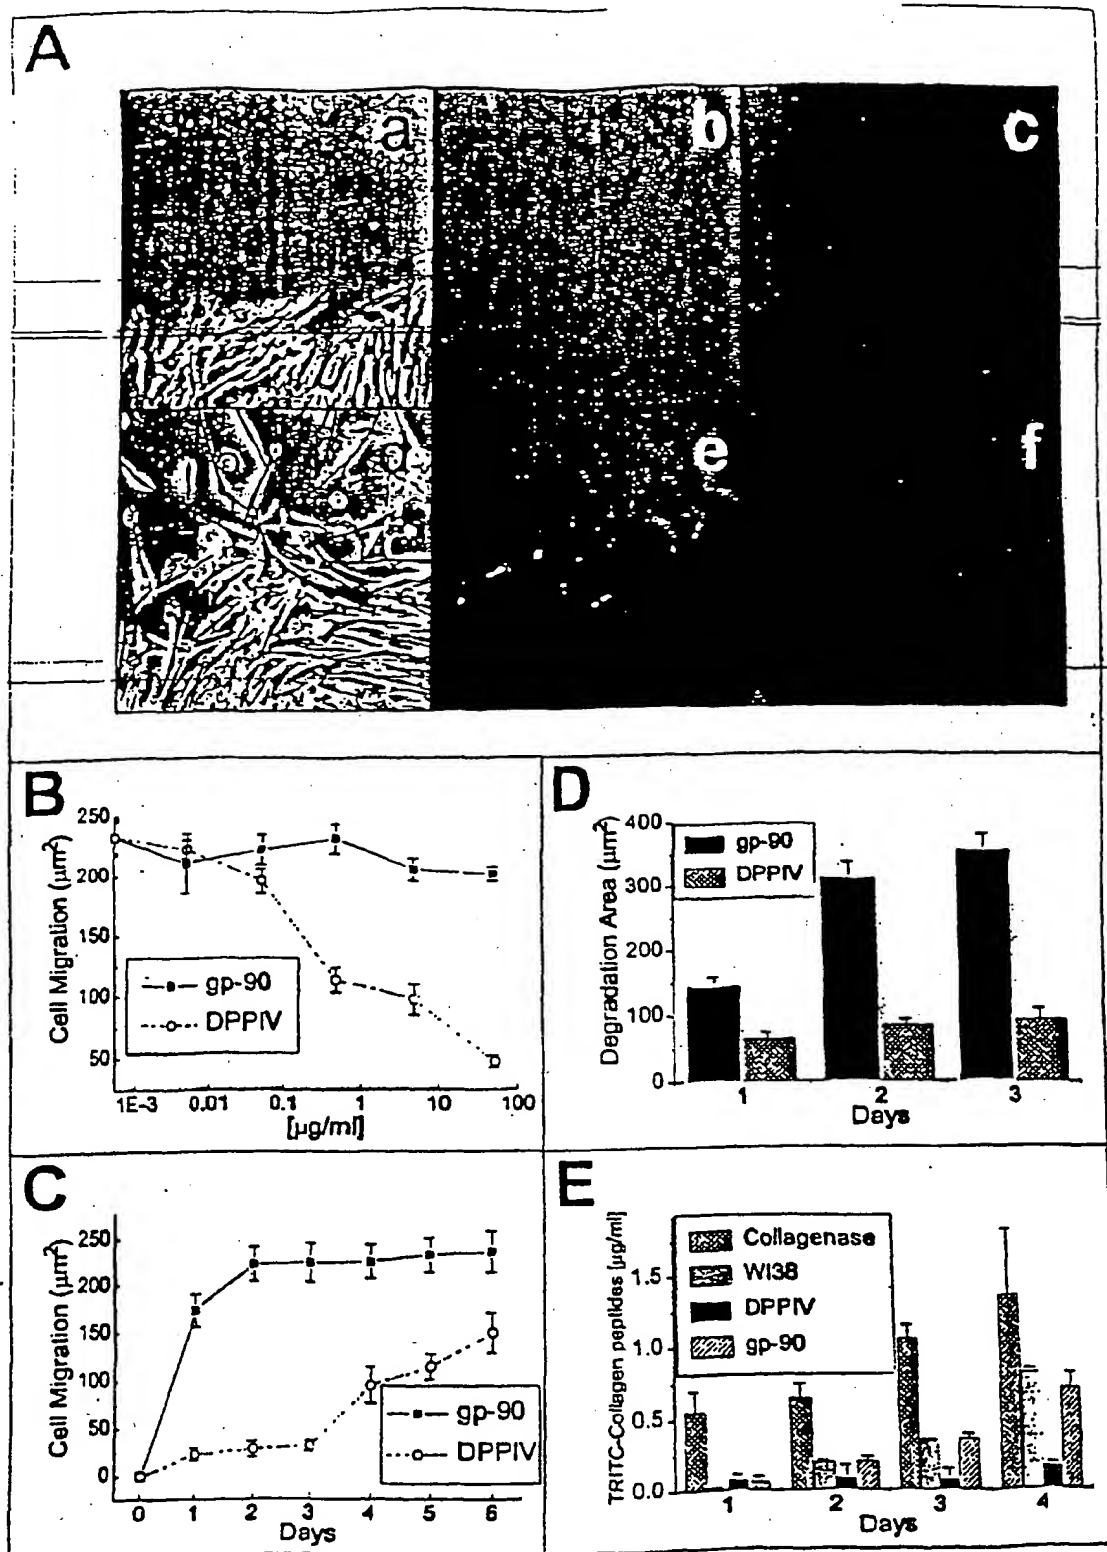 A
a
b
c
e
f
B
Cell Migration (µm²)
250
200
150
100
50
gp-90
DPPIV
1E-3 0.01 0.1 1 10 100
[µg/ml]
D
Degradation Area (µm²)
400
300
200
100
0
gp-90
DPPIV
1 2 3
Days
C
Cell Migration (µm²)
250
200
150
100
50
0
gp-90
DPPIV
0 1 2 3 4 5 6
Days
E
TRITC-Collagen peptides [µg/ml]
1.5
1.0
0.5
0.0
Collagenase
WI38
DPPIV
gp-90
1 2 3 4
Days